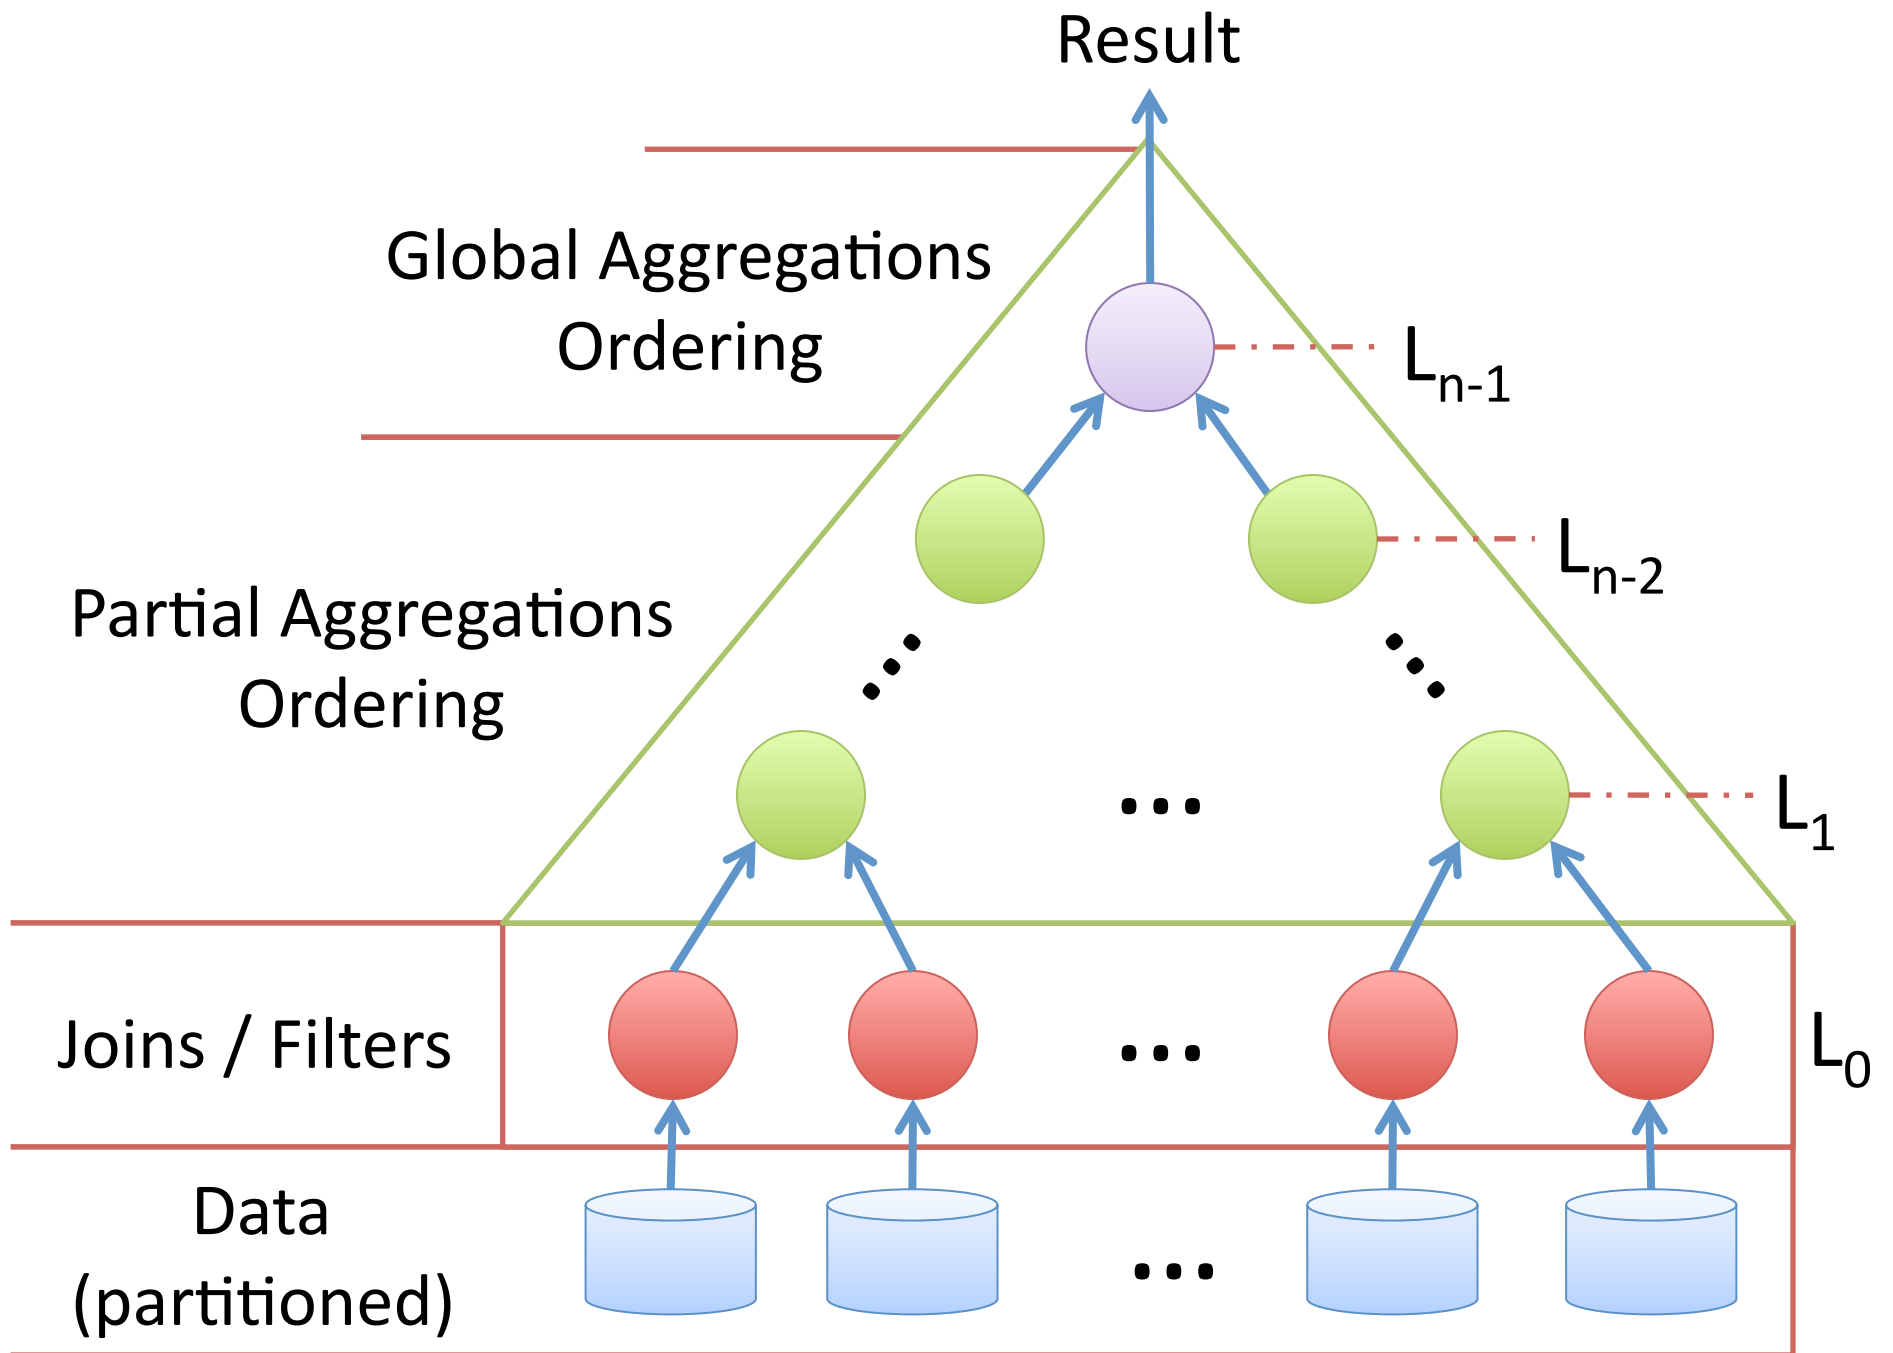 Result
Global Aggregations
Ordering
Lₙ₋₁
Lₙ₋₂
Partial Aggregations
Ordering
L₁
Joins / Filters
L₀
Data
(partitioned)